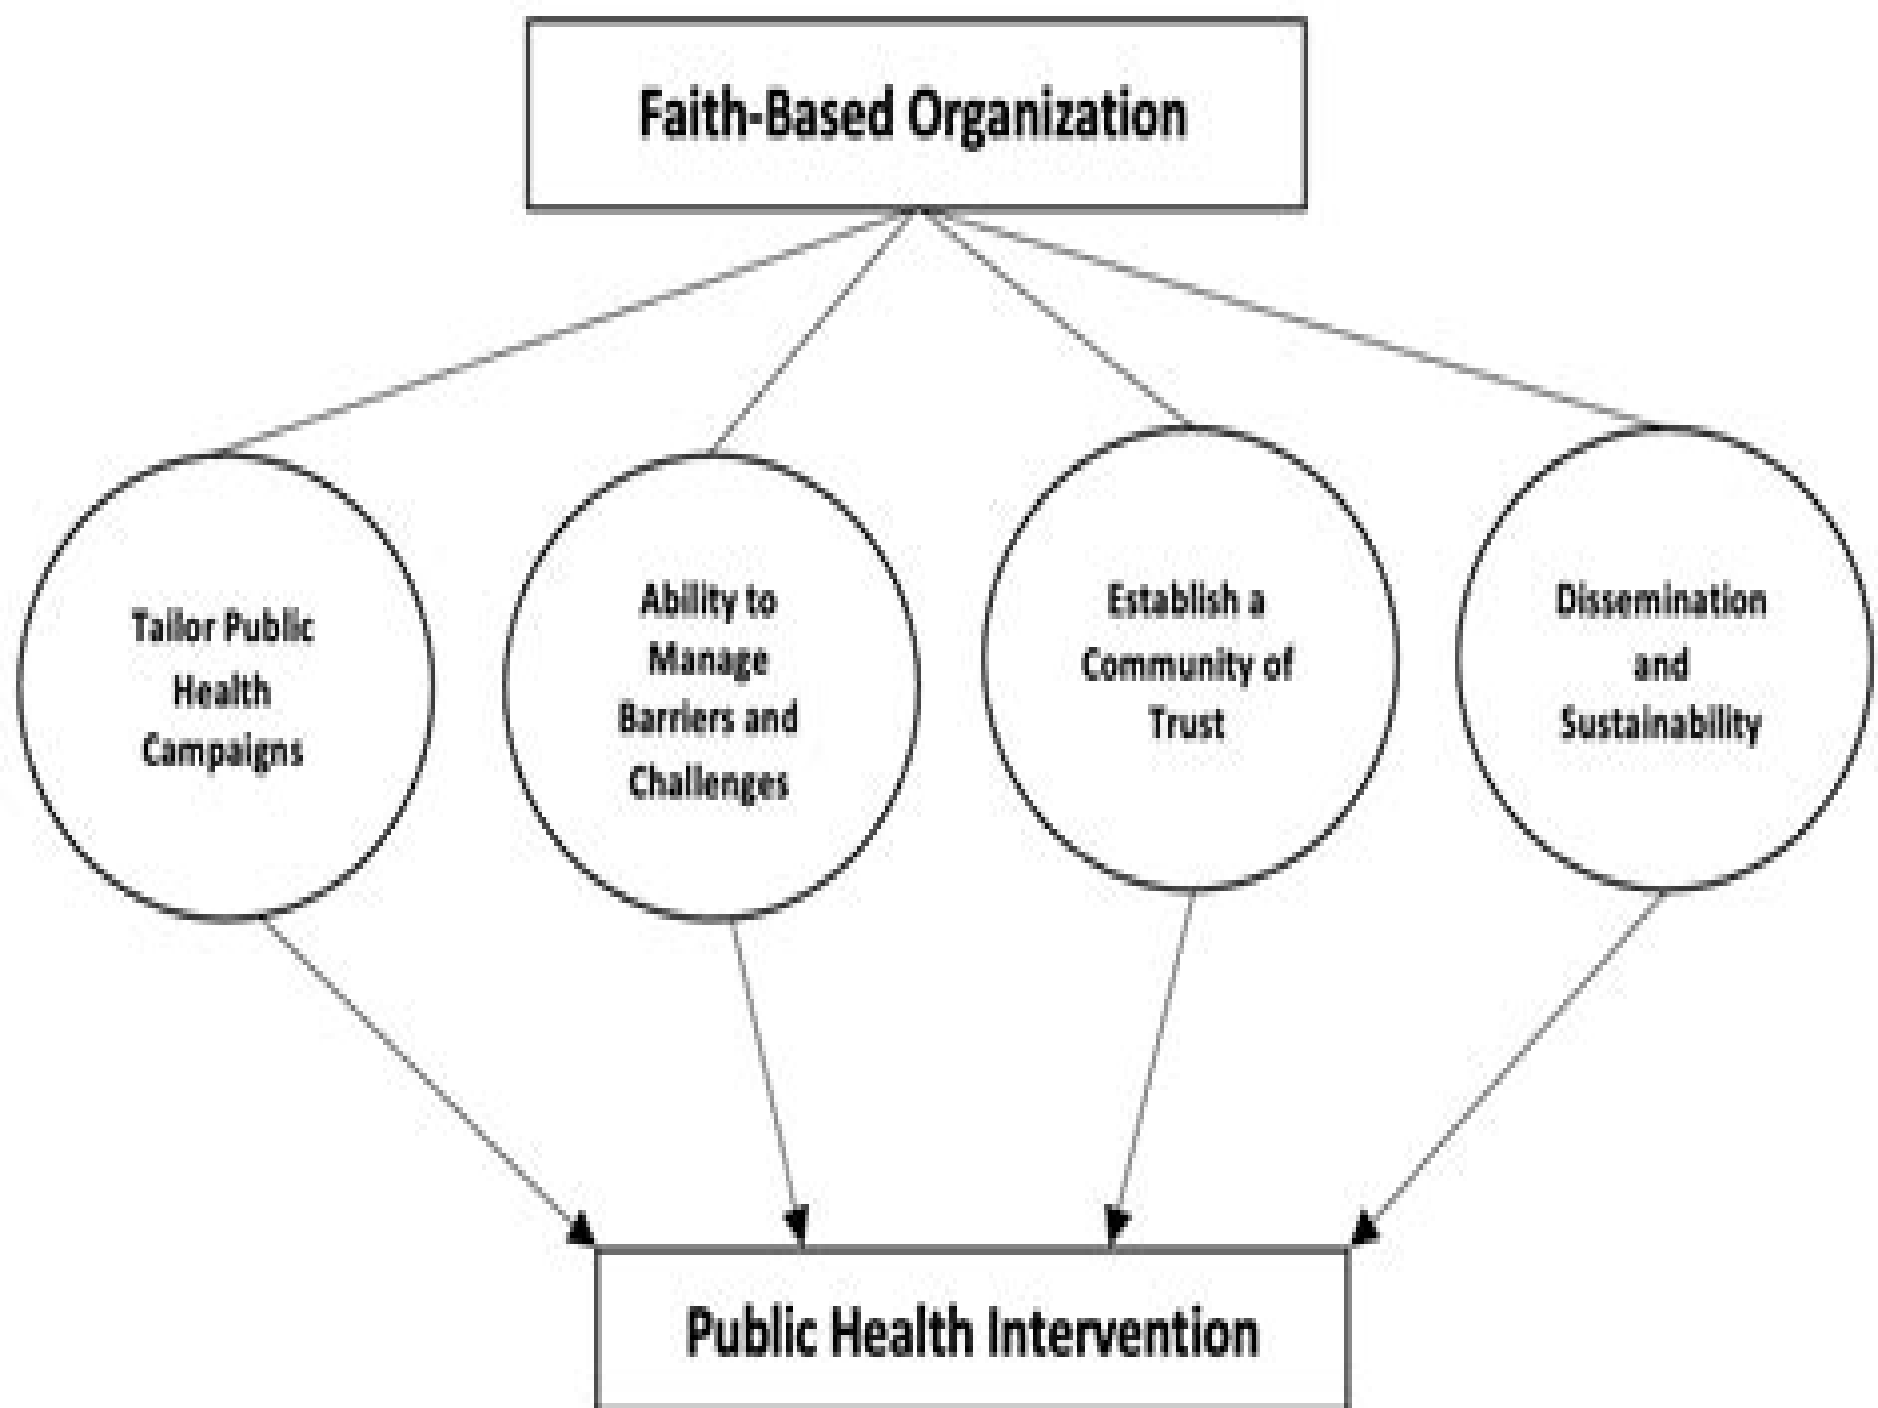 Faith-Based Organization
Tailor Public
Health
Campaigns
Ability to
Manage
Barriers and
Challenges
Establish a
Community of
Trust
Dissemination
and
Sustainability
Public Health Intervention